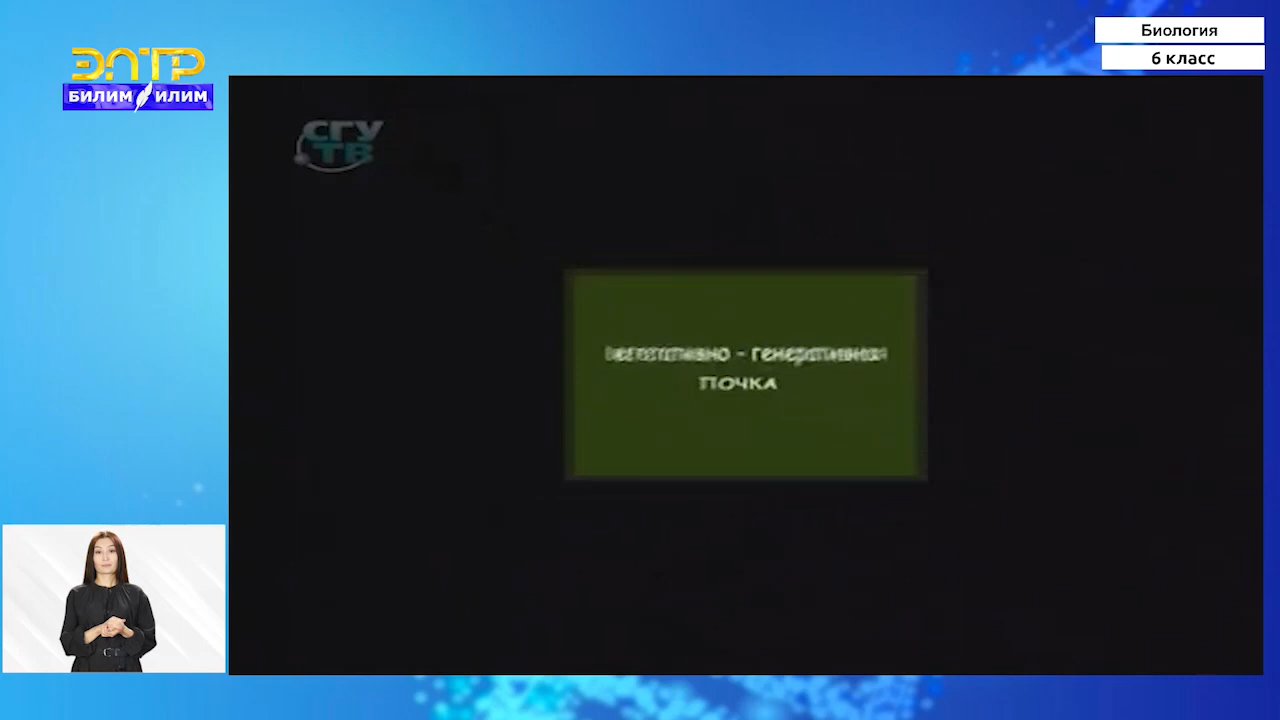 Биология
6 класс
ЭЛТР
БИЛИМ ИЛИМ
СГУ
ТВ
вегетативно - генеративная
ПОЧКА